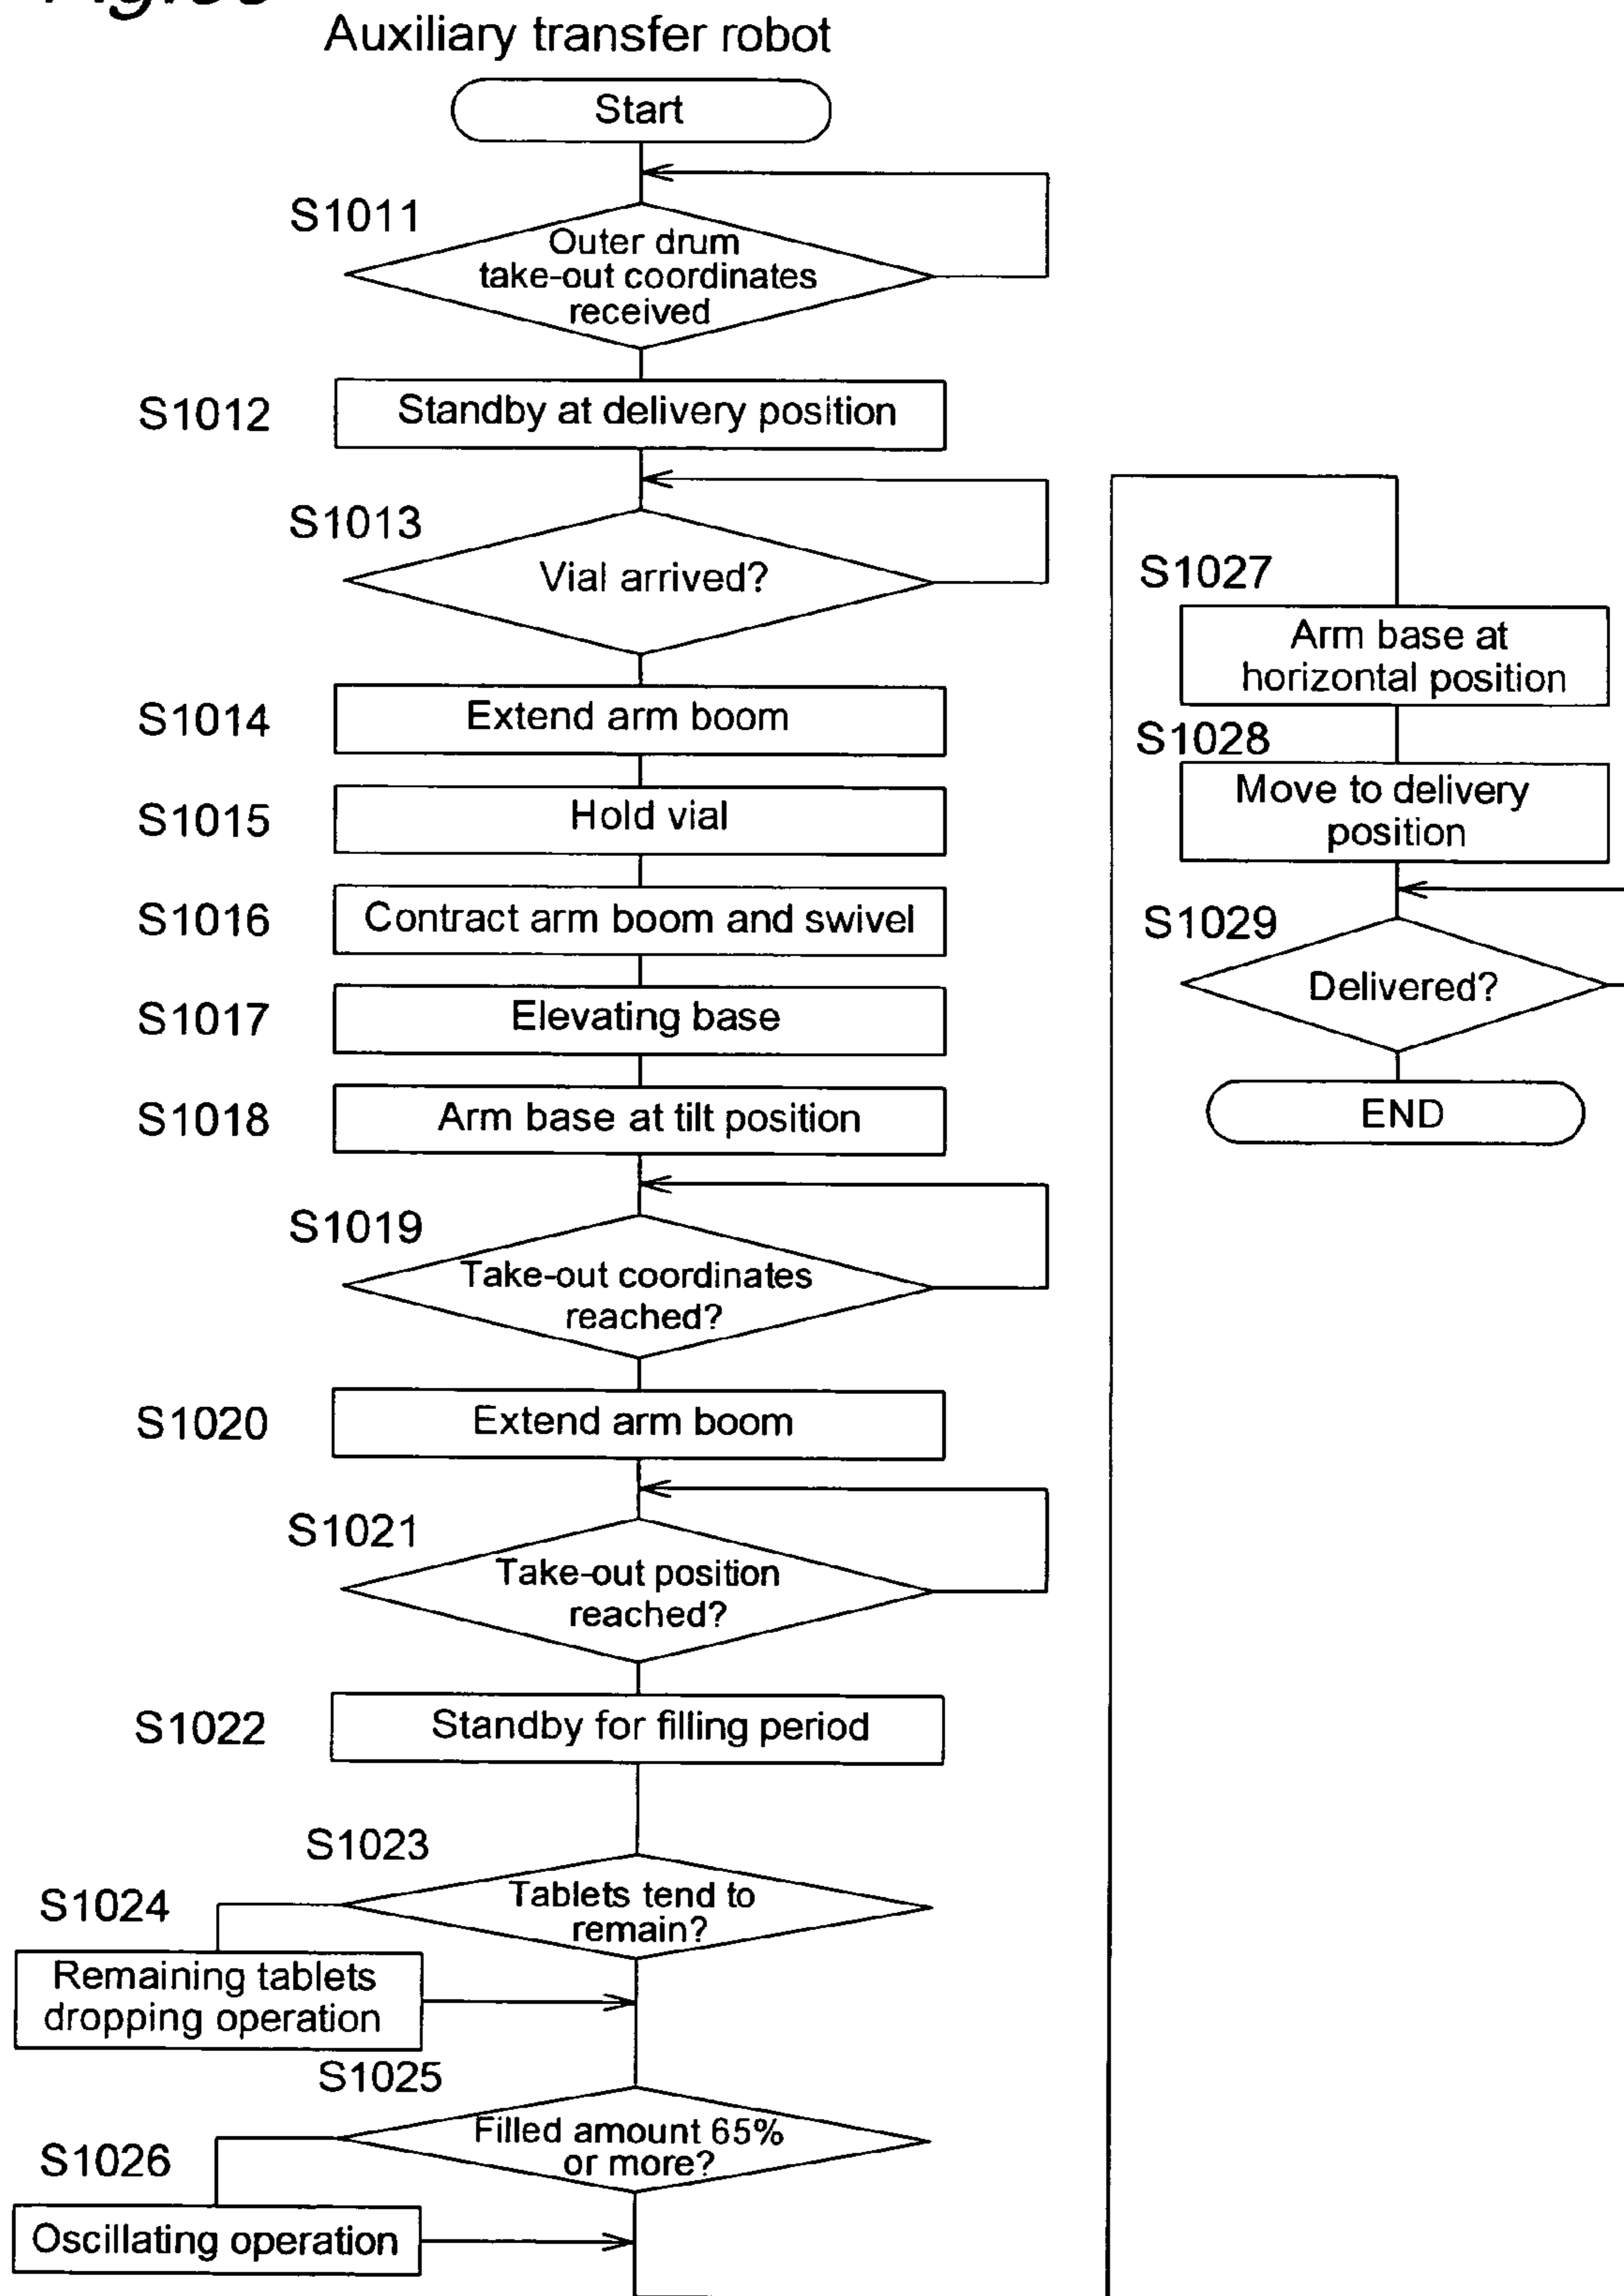 Auxiliary transfer robot
Start
S1011
Outer drum
take-out coordinates
received
S1012
Standby at delivery position
S1013
Vial arrived?
S1014
Extend arm boom
S1015
Hold vial
S1016
Contract arm boom and swivel
S1017
Elevating base
S1018
Arm base at tilt position
S1019
Take-out coordinates
reached?
S1020
Extend arm boom
S1021
Take-out position
reached?
S1022
Standby for filling period
S1023
Tablets tend to
remain?
S1024
Remaining tablets
dropping operation
S1025
Filled amount 65%
or more?
S1026
Oscillating operation
S1027
Arm base at
horizontal position
S1028
Move to delivery
position
S1029
Delivered?
END